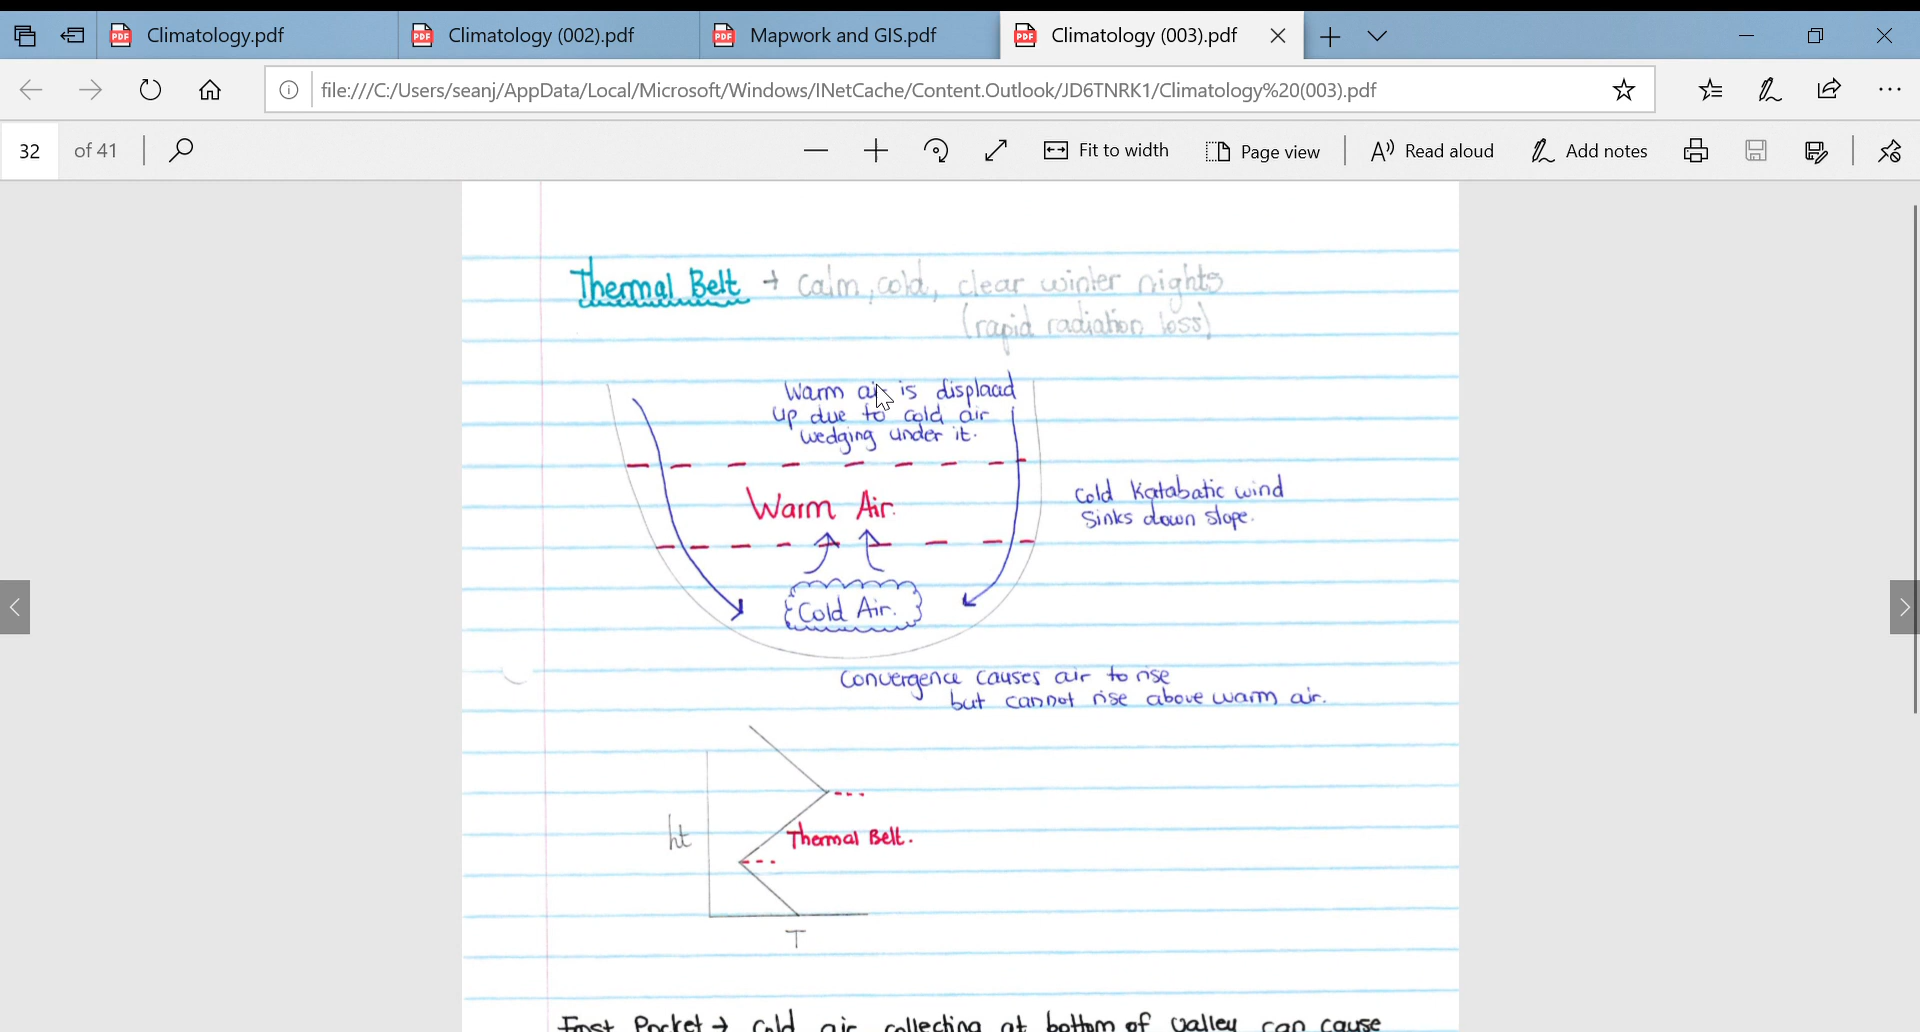 Climatology.pdf
Climatology (002).pdf
Mapwork and GIS.pdf
Climatology (003).pdf
file:///C:/Users/seanj/AppData/Local/Microsoft/Windows/INetCache/Content.Outlook/JD6TNRK1/Climatology%20(003).pdf
32 of 41
Fit to width
Page view
Read aloud
Add notes
Thermal Belt → calm, cold, clear winter nights
(rapid radiation loss)
Warm air is displacd
up due to cold air
wedging under it.
Warm Air.
Cold Katabatic wind
Sinks down slope.
Cold Air.
Convergence causes air to rise
but cannot rise above warm air.
ht
Thermal Belt.
T
Frost Pocket → Cold air collecting at bottom of valley can cause